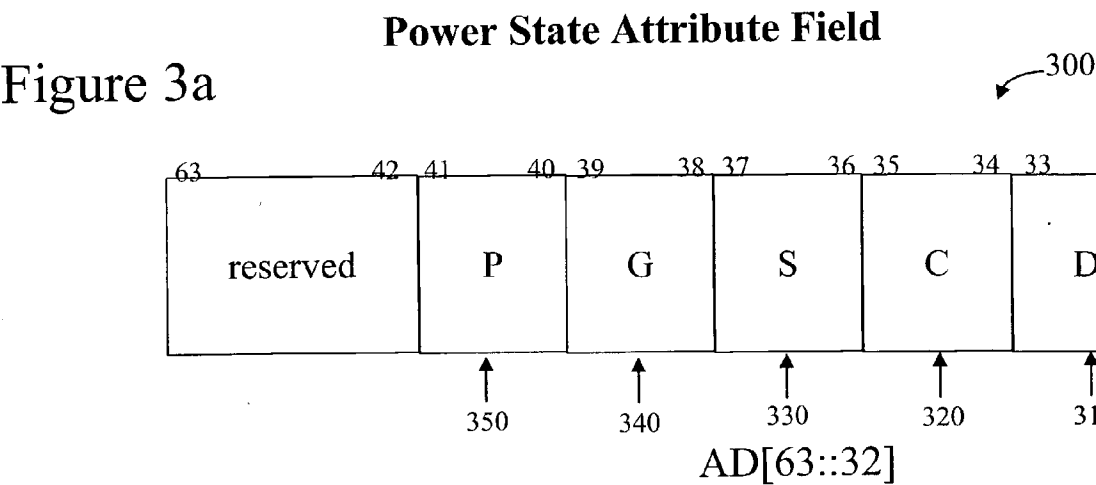 Power State Attribute Field
Figure 3a
300
63 42 41 40 39 38 37 36 35 34 33
reserved P G S C D
350 340 330 320 31
AD[63::32]